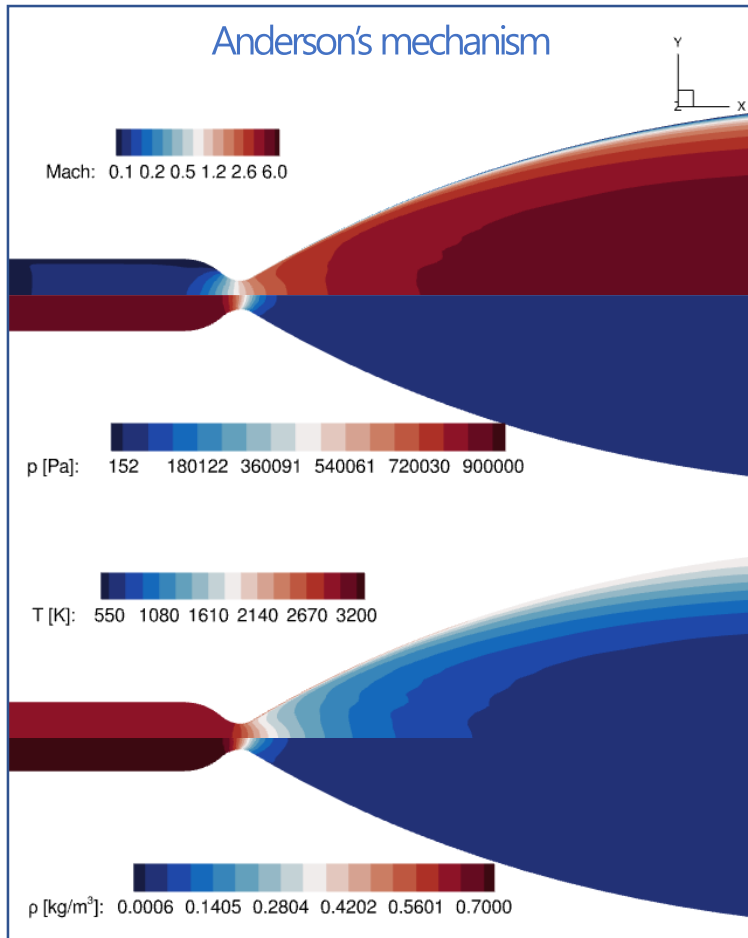 Anderson's mechanism
Y
Z X
Mach: 0.1 0.2 0.5 1.2 2.6 6.0
p [Pa]: 152 180122 360091 540061 720030 900000
T [K]: 550 1080 1610 2140 2670 3200
ρ [kg/m³]: 0.0006 0.1405 0.2804 0.4202 0.5601 0.7000